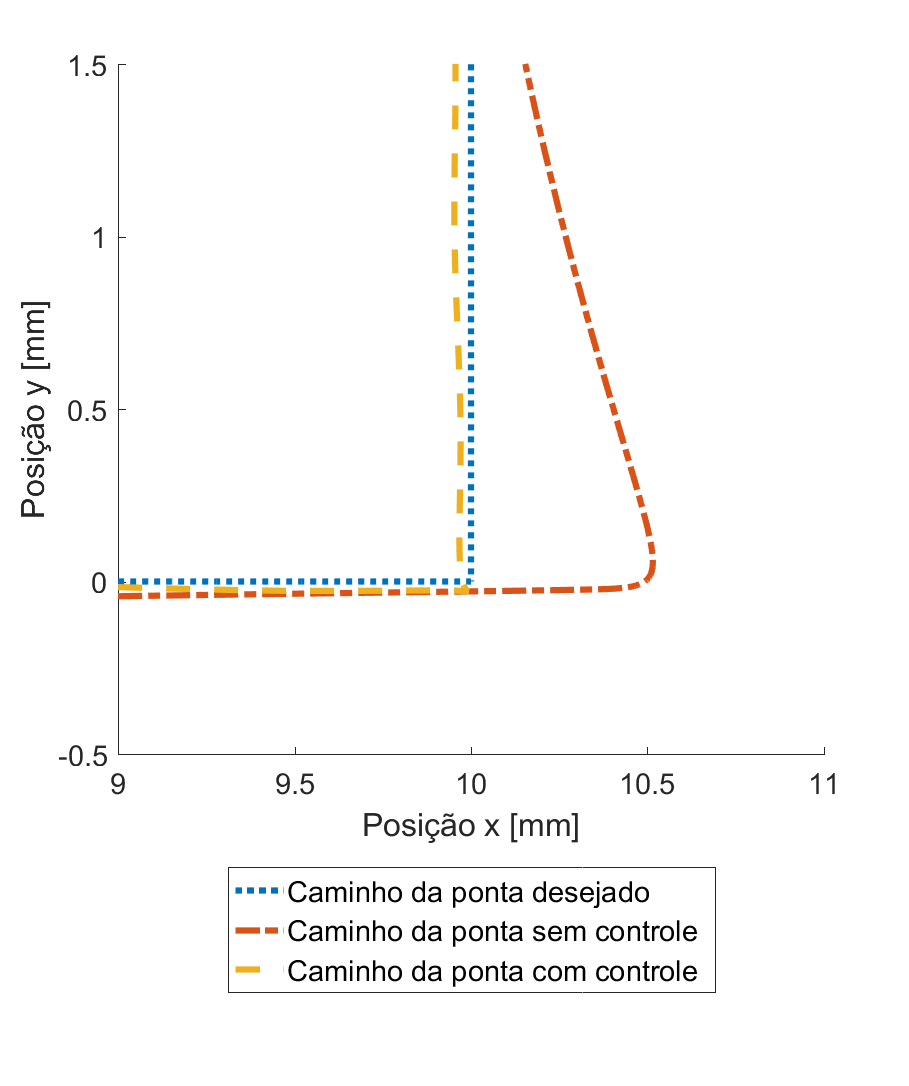 1.5
1
0.5
0
-0.5
Posição y [mm]
9
9.5
10
10.5
11
Posição x [mm]
Caminho da ponta desejado
Caminho da ponta sem controle
Caminho da ponta com controle